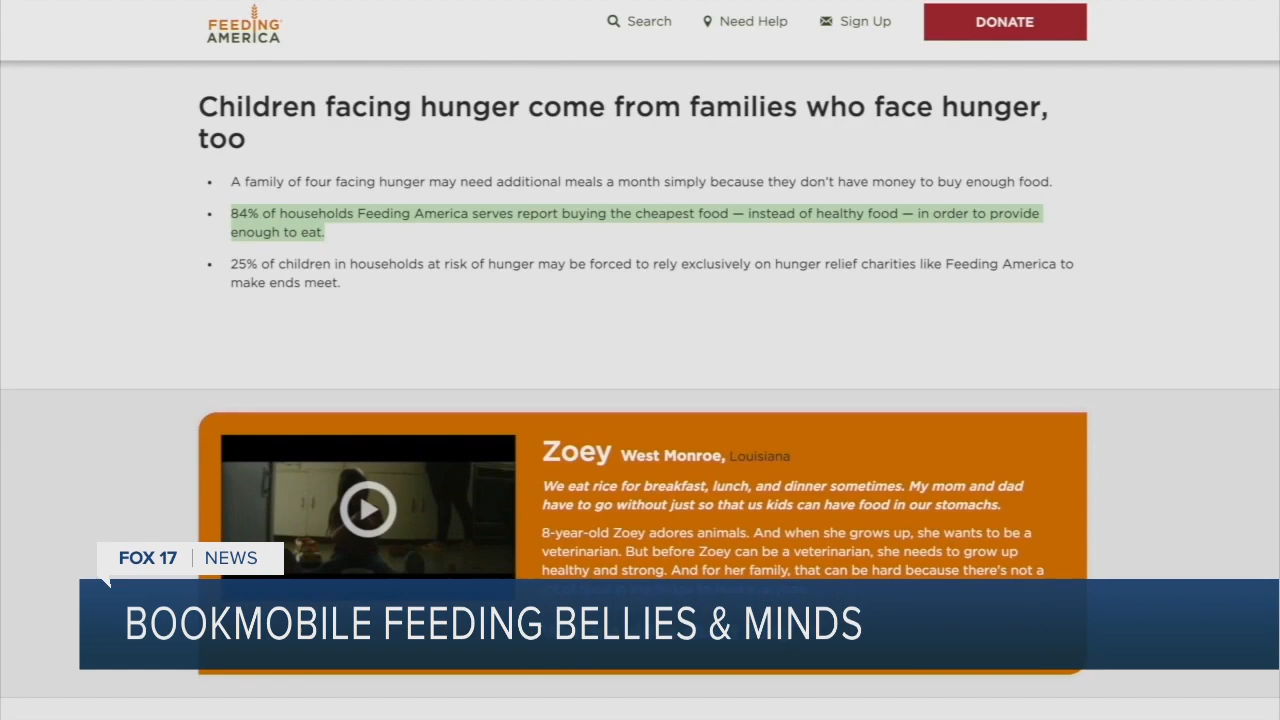 FEEDING
AMERICA
Search
Need Help
Sign Up
DONATE
Children facing hunger come from families who face hunger,
too
• A family of four facing hunger may need additional meals a month simply because they don't have money to buy enough food.
• 84% of households Feeding America serves report buying the cheapest food — instead of healthy food — in order to provide
enough to eat.
• 25% of children in households at risk of hunger may be forced to rely exclusively on hunger relief charities like Feeding America to
make ends meet.
Zoey West Monroe, Louisiana
We eat rice for breakfast, lunch, and dinner sometimes. My mom and dad
have to go without just so that us kids can have food in our stomachs.
8-year-old Zoey adores animals. And when she grows up, she wants to be a
veterinarian. But before Zoey can be a veterinarian, she needs to grow up
healthy and strong. And for her family, that can be hard because there's not a
FOX 17 | NEWS
BOOKMOBILE FEEDING BELLIES & MINDS